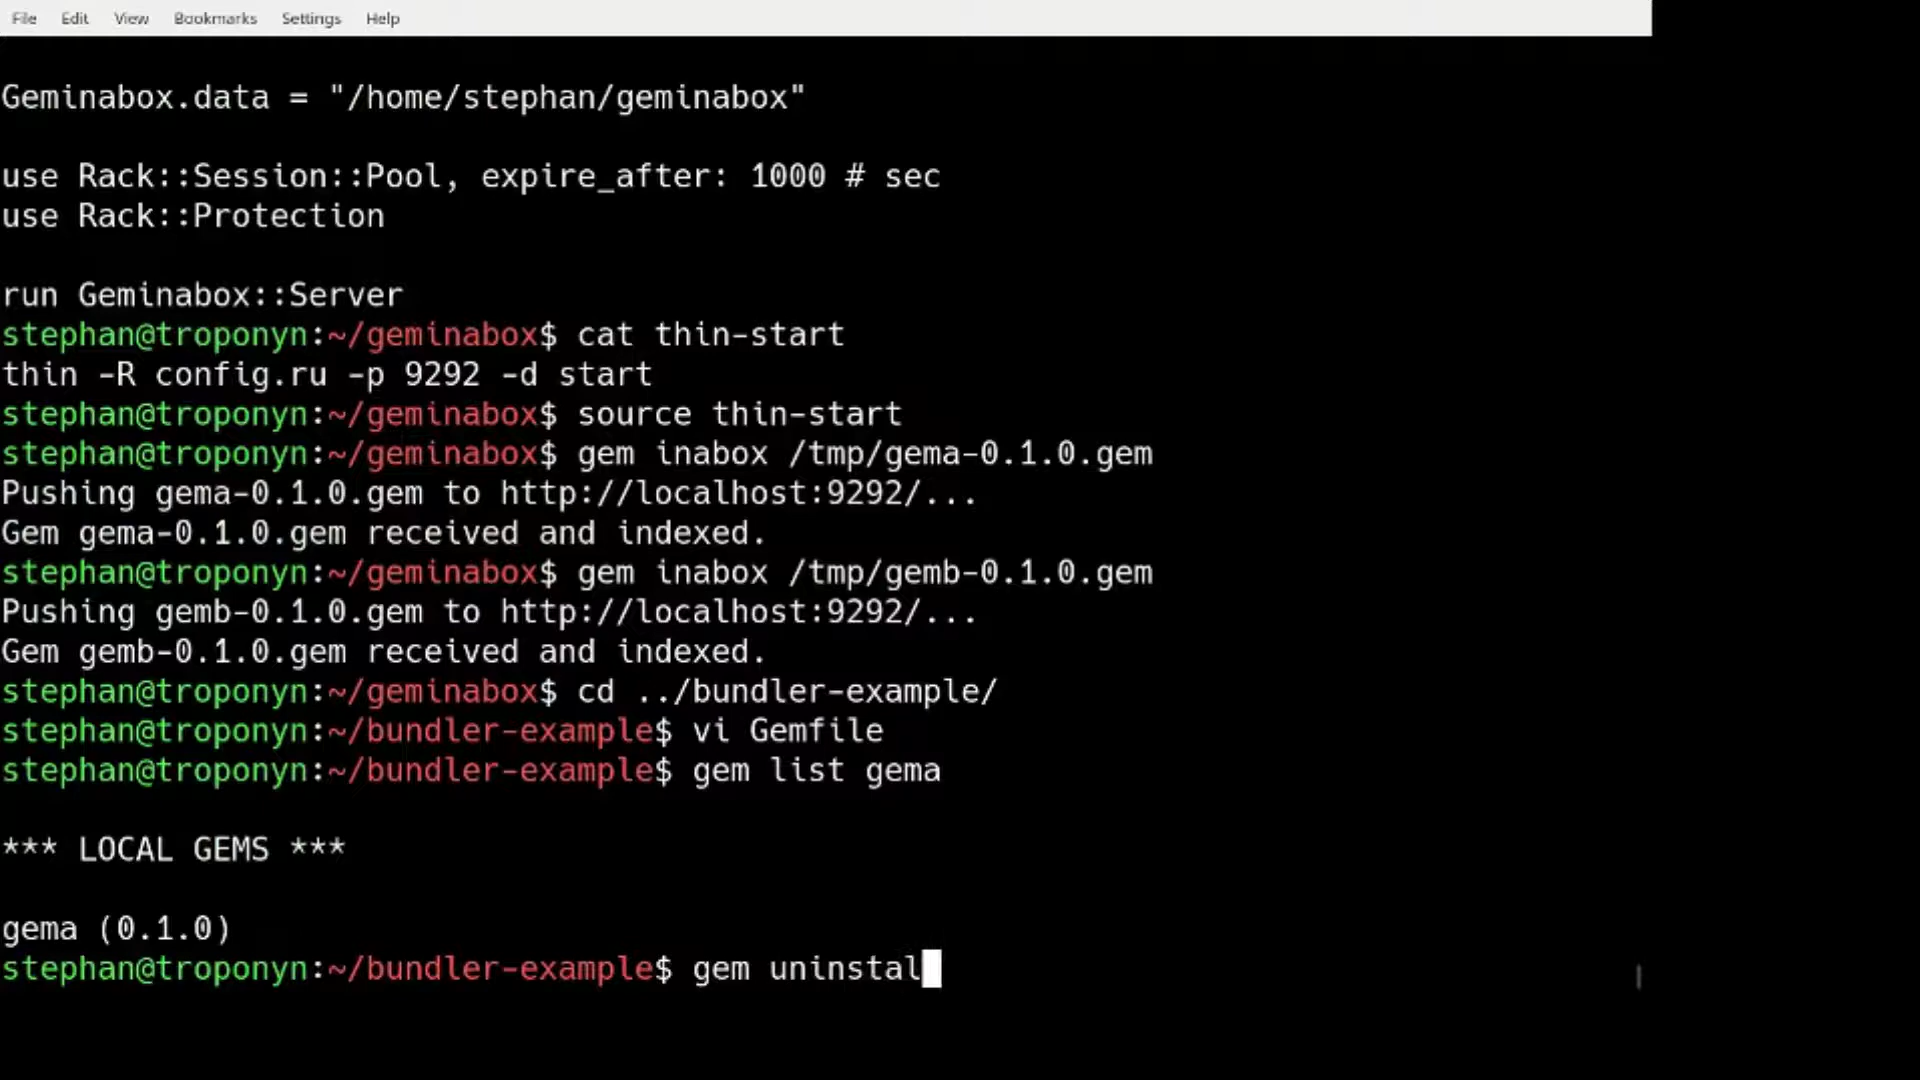 File Edit View Bookmarks Settings Help
Geminabox.data = "/home/stephan/geminabox"
use Rack::Session::Pool, expire_after: 1000 # sec
use Rack::Protection
run Geminabox::Server
stephan@troponyn:~/geminabox$ cat thin-start
thin -R config.ru -p 9292 -d start
stephan@troponyn:~/geminabox$ source thin-start
stephan@troponyn:~/geminabox$ gem inabox /tmp/gema-0.1.0.gem
Pushing gema-0.1.0.gem to http://localhost:9292/...
Gem gema-0.1.0.gem received and indexed.
stephan@troponyn:~/geminabox$ gem inabox /tmp/gemb-0.1.0.gem
Pushing gemb-0.1.0.gem to http://localhost:9292/...
Gem gemb-0.1.0.gem received and indexed.
stephan@troponyn:~/geminabox$ cd ../bundler-example/
stephan@troponyn:~/bundler-example$ vi Gemfile
stephan@troponyn:~/bundler-example$ gem list gema
*** LOCAL GEMS ***
gema (0.1.0)
stephan@troponyn:~/bundler-example$ gem uninstal